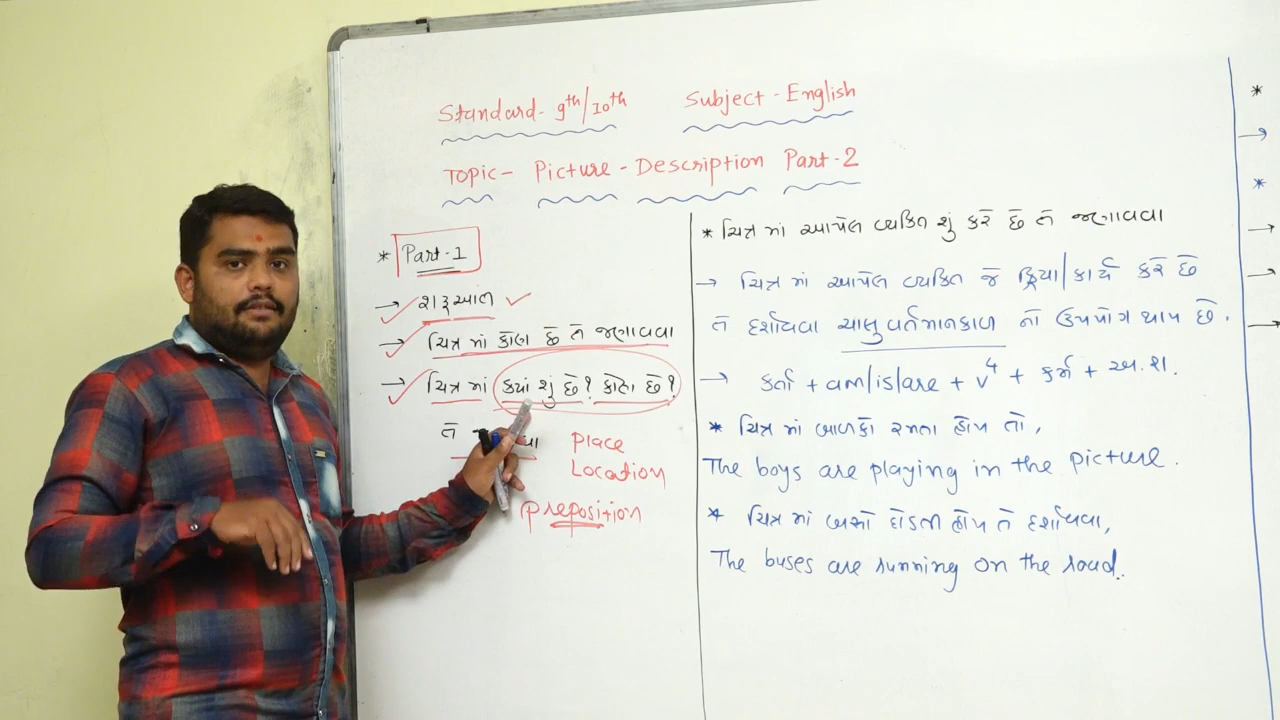 Standard - 9th/10th Subject - English
Topic - Picture - Description Part-2
* Part-1
→ શરૂઆત
→ ચિત્ર માં કોણ છે તે જણાવવા
→ ચિત્ર માં કયાં શું છે? કોના છે?
તે
Place
Location
preposition
* ચિત્ર માં આપેલ વ્યકિત શું કરે છે તે જણાવવા
→ ચિત્ર માં આપેલ વ્યકિત જે ક્રિયા/કાર્ય કરે છે
તે દર્શાવવા ચાલુ વર્તમાનકાળ નો ઉપયોગ થાય છે.
→ કર્તા + am/is/are + v4 + કર્મ + અ.શ.
* ચિત્ર માં બાળકો રમતા હોય તો,
The boys are playing in the picture.
* ચિત્ર માં બસો દોડતી હોય તે દર્શાવવા,
The buses are running on the road.
*
→
*
→
→
→